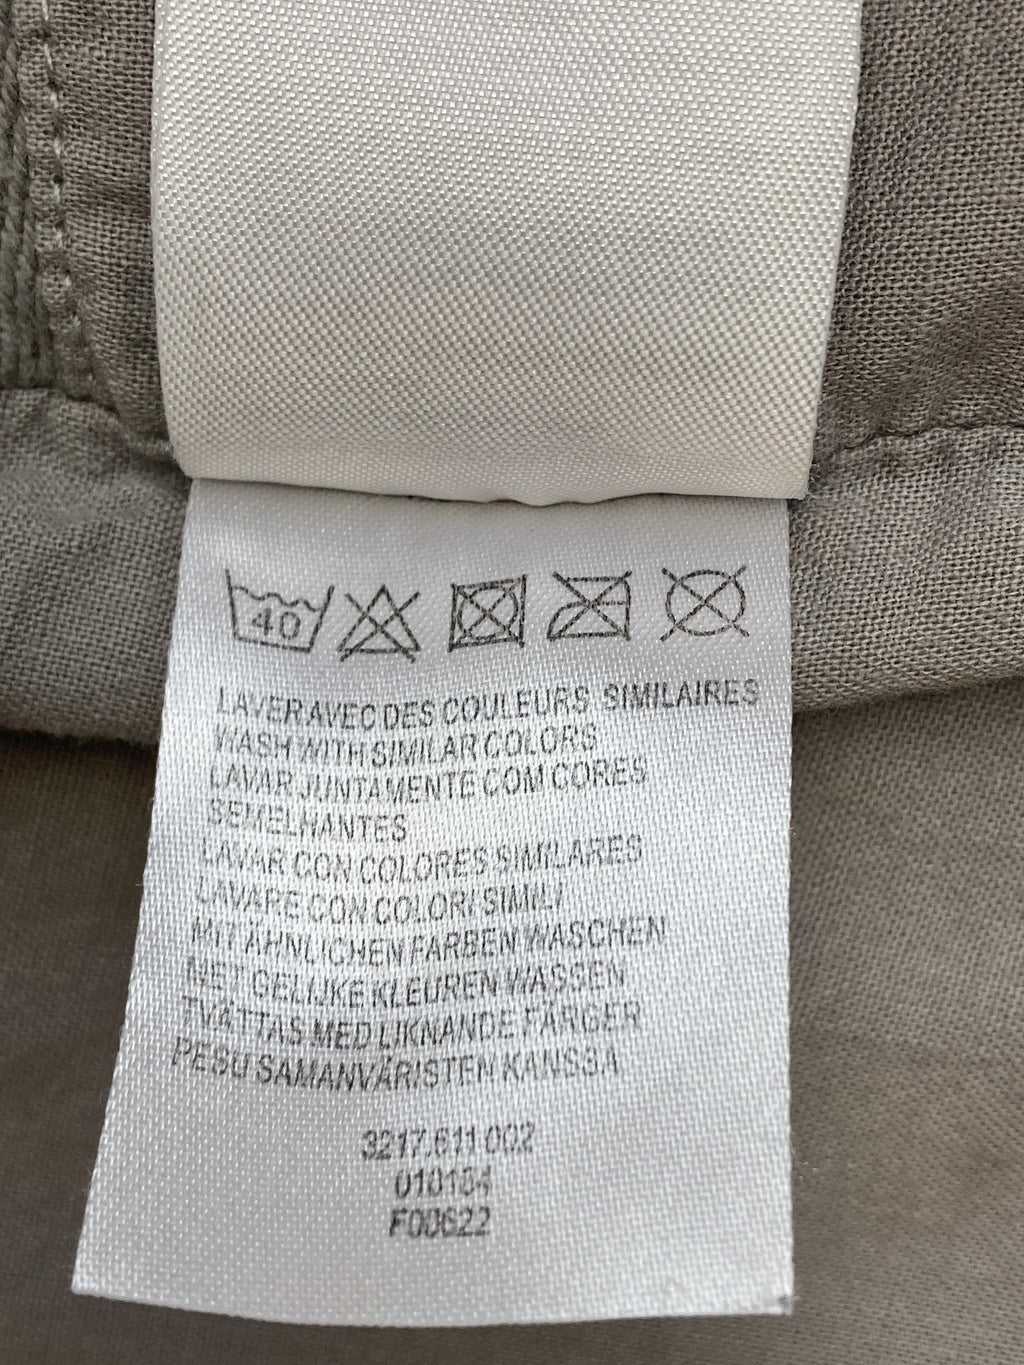 40
LAVER AVEC DES COULEURS SIMILAIRES
WASH WITH SIMILAR COLORS
LAVAR JUNTAMENTE COM CORES
SEMELHANTES
LAVAR CON COLORES SIMILARES
LAVARE CON COLORI SIMILI
MIT AHNLICHEN FARBEN WASCHEN
MET GELIJKE KLEUREN WASSEN
TVÄTTAS MED LIKNANDE FÄRGER
PESU SAMANVÄRISTEN KANSSA
3217.611 002
010164
F00622